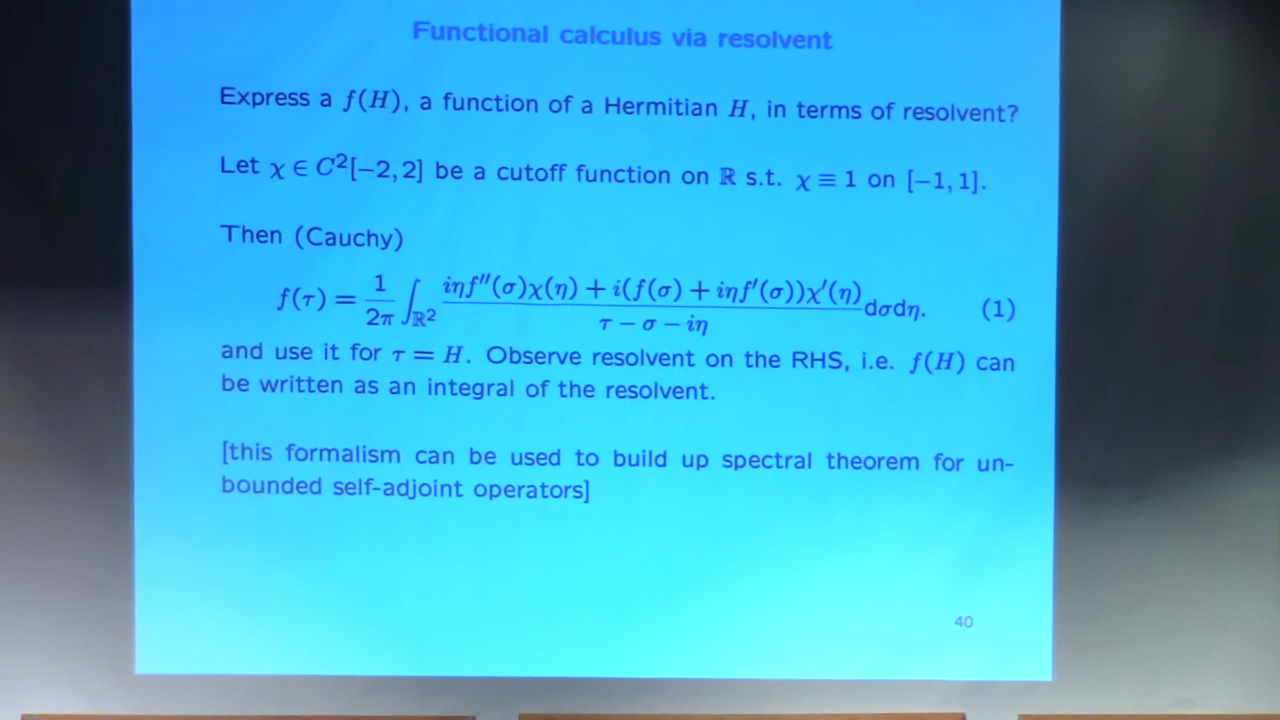 Functional calculus via resolvent
Express a f(H), a function of a Hermitian H, in terms of resolvent?
Let χ ∈ C²[−2, 2] be a cutoff function on ℝ s.t. χ ≡ 1 on [−1, 1].
Then (Cauchy)
f(τ) = 1/2π ∫_ℝ² iηf″(σ)χ(η) + i(f(σ) + iηf′(σ))χ′(η) / τ − σ − iη dσdη. (1)
and use it for τ = H. Observe resolvent on the RHS, i.e. f(H) can
be written as an integral of the resolvent.
[this formalism can be used to build up spectral theorem for un-
bounded self-adjoint operators]
40